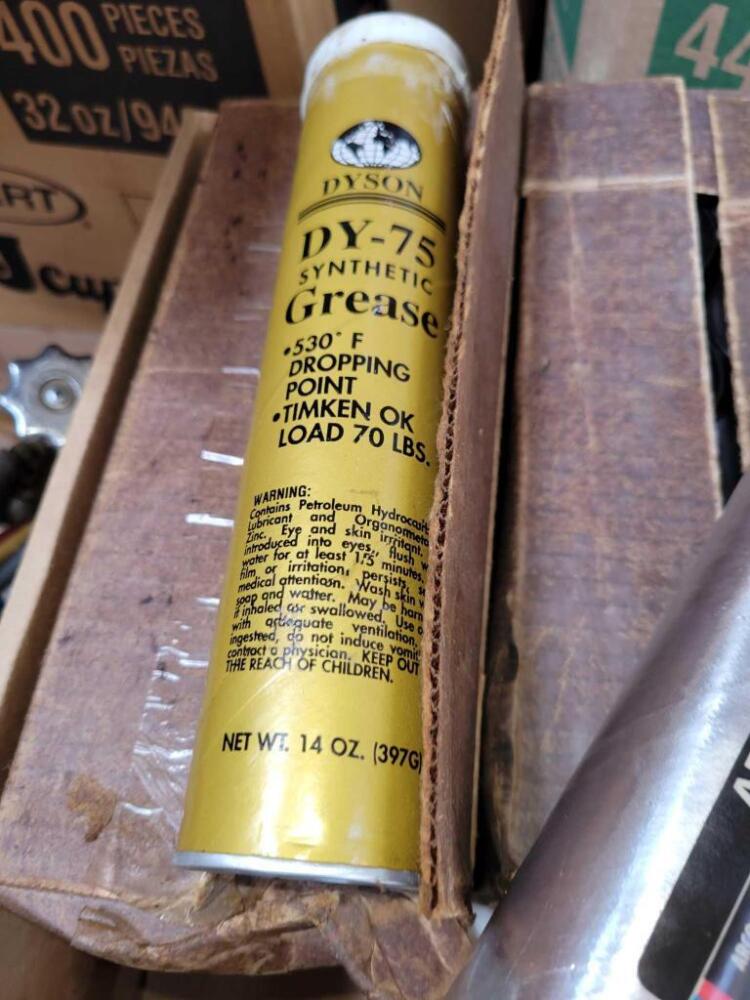 400 PIECES
PIEZAS
32 oz/94
44
DYSON
DY-75
SYNTHETIC
Grease
•530° F
DROPPING
POINT
•TIMKEN OK
LOAD 70 LBS.
WARNING:
Contains Petroleum
Lubricant and
Zinc. Eye and skin irritant.
introduced into eyes, flush
water for at least 15 minutes.
film or irritation persists,
medical attention. Wash skin
soap and water. May be
if inhaled or swallowed. Use
with adequate ventilation.
ingested, do not induce
contact a physician. KEEP OUT
THE REACH OF CHILDREN.
NET WT. 14 OZ. (397G)